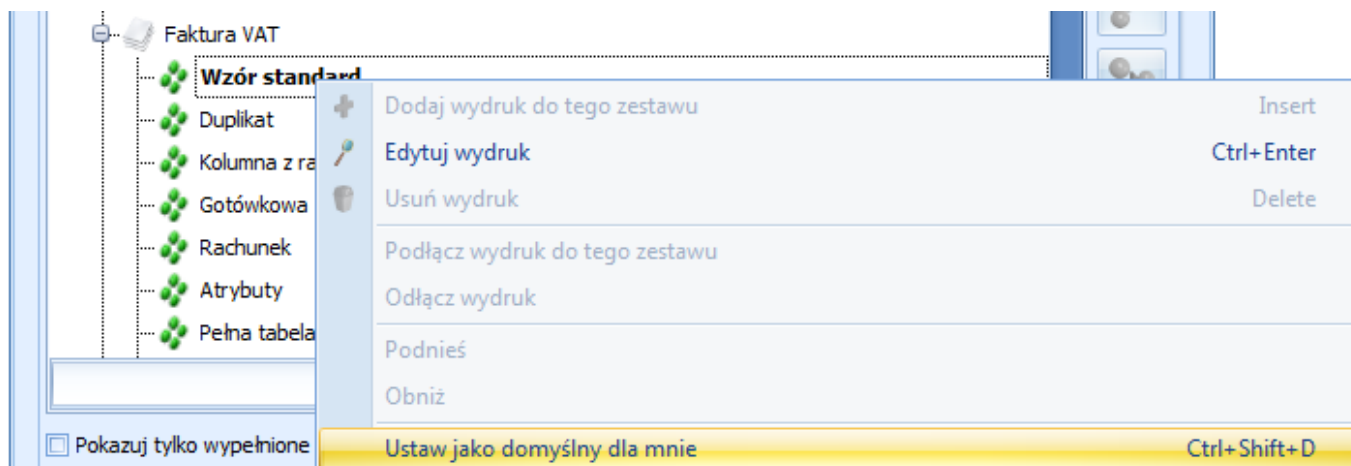 Faktura VAT
Wzór standard
Dodaj wydruk do tego zestawu Insert
Duplikat
Edytuj wydruk Ctrl+Enter
Kolumna z ra
Usuń wydruk Delete
Gotówkowa
Rachunek
Podłącz wydruk do tego zestawu
Atrybuty
Odłącz wydruk
Pełna tabela
Podnieś
Obniż
Pokazuj tylko wypełnione
Ustaw jako domyślny dla mnie Ctrl+Shift+D